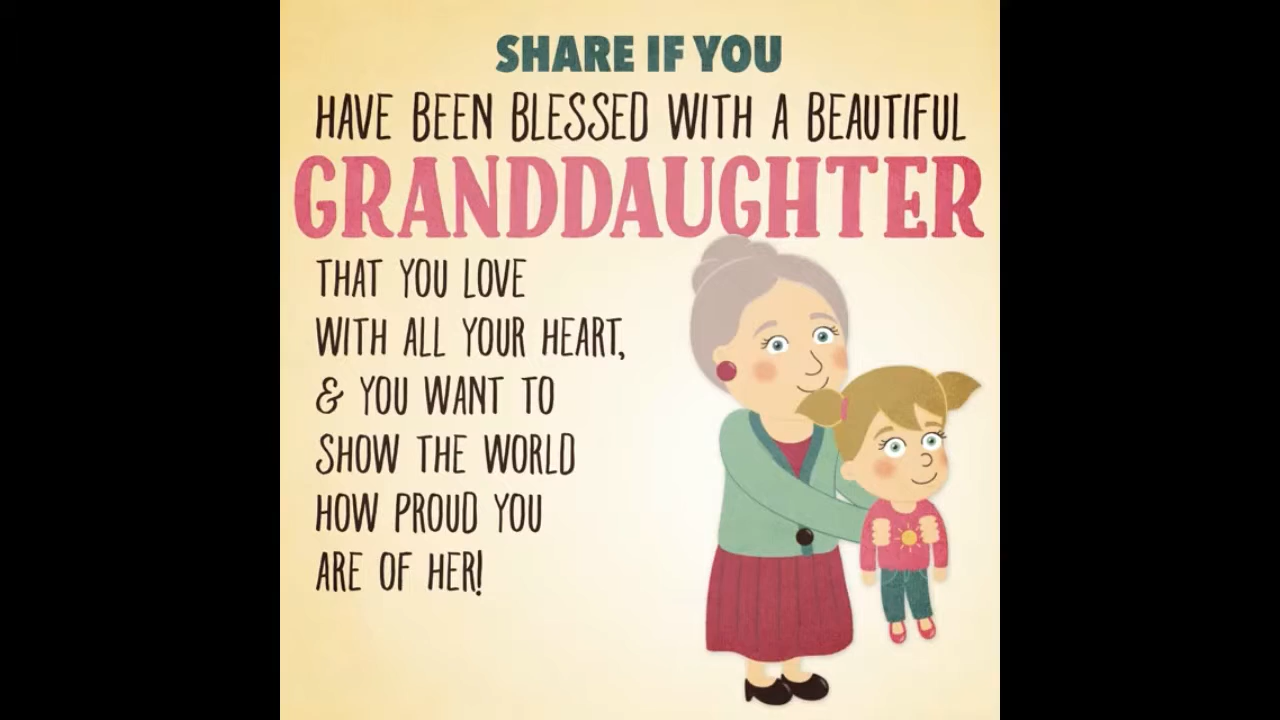 SHARE IF YOU
HAVE BEEN BLESSED WITH A BEAUTIFUL
GRANDDAUGHTER
THAT YOU LOVE
WITH ALL YOUR HEART,
& YOU WANT TO
SHOW THE WORLD
HOW PROUD YOU
ARE OF HER!